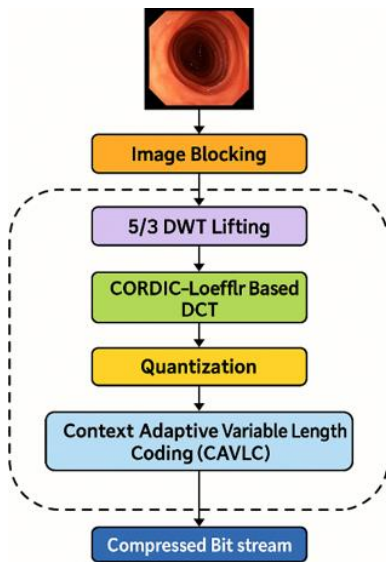 Image Blocking
5/3 DWT Lifting
CORDIC-Loefflr Based
DCT
Quantization
Context Adaptive Variable Length
Coding (CAVLC)
Compressed Bit stream